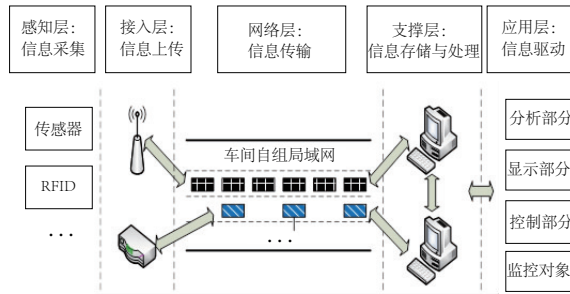 感知层:
信息采集
接入层:
信息上传
网络层:
信息传输
支撑层:
信息存储与处理
应用层:
信息驱动
传感器
RFID
...
车间自组局域网
...
分析部分
显示部分
控制部分
监控对象